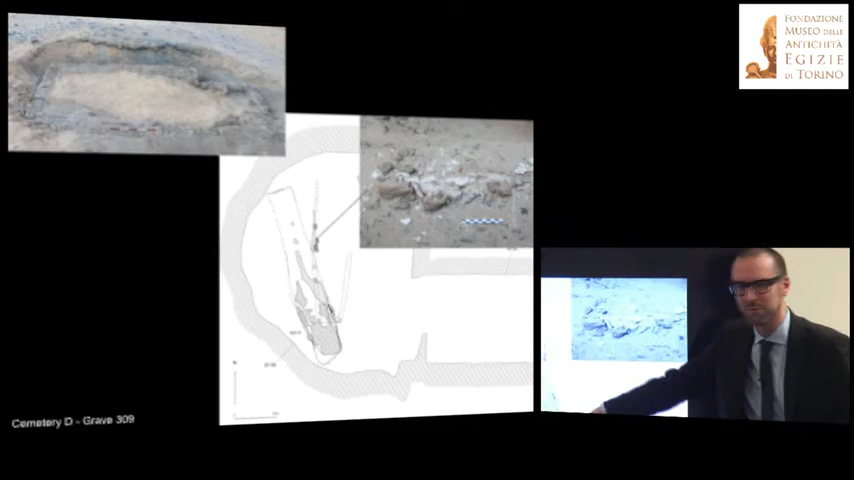 FONDAZIONE
MUSEO DELLE
ANTICHITÀ
EGIZIE
DI TORINO
Cemetery D - Grave 309